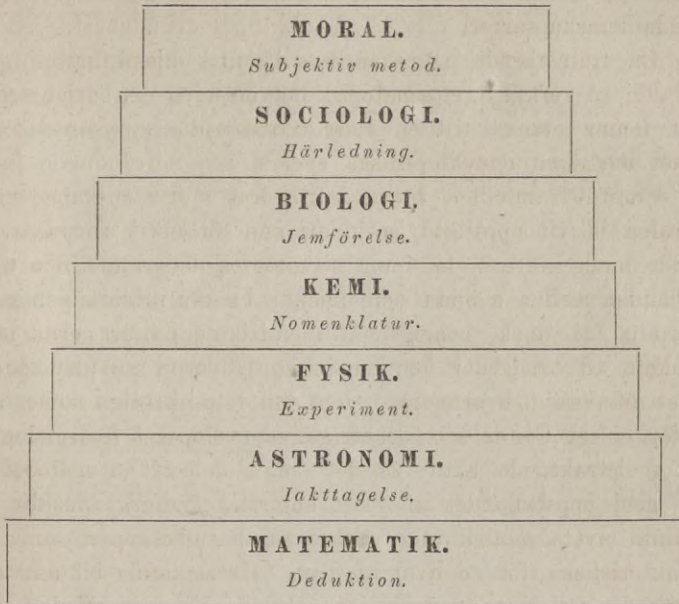 MORAL.
Subjektiv metod.
SOCIOLOGI.
Härledning.
BIOLOGI.
Jemförelse.
KEMI.
Nomenklatur.
FYSIK.
Experiment.
ASTRONOMI.
Iakttagelse.
MATEMATIK.
Deduktion.